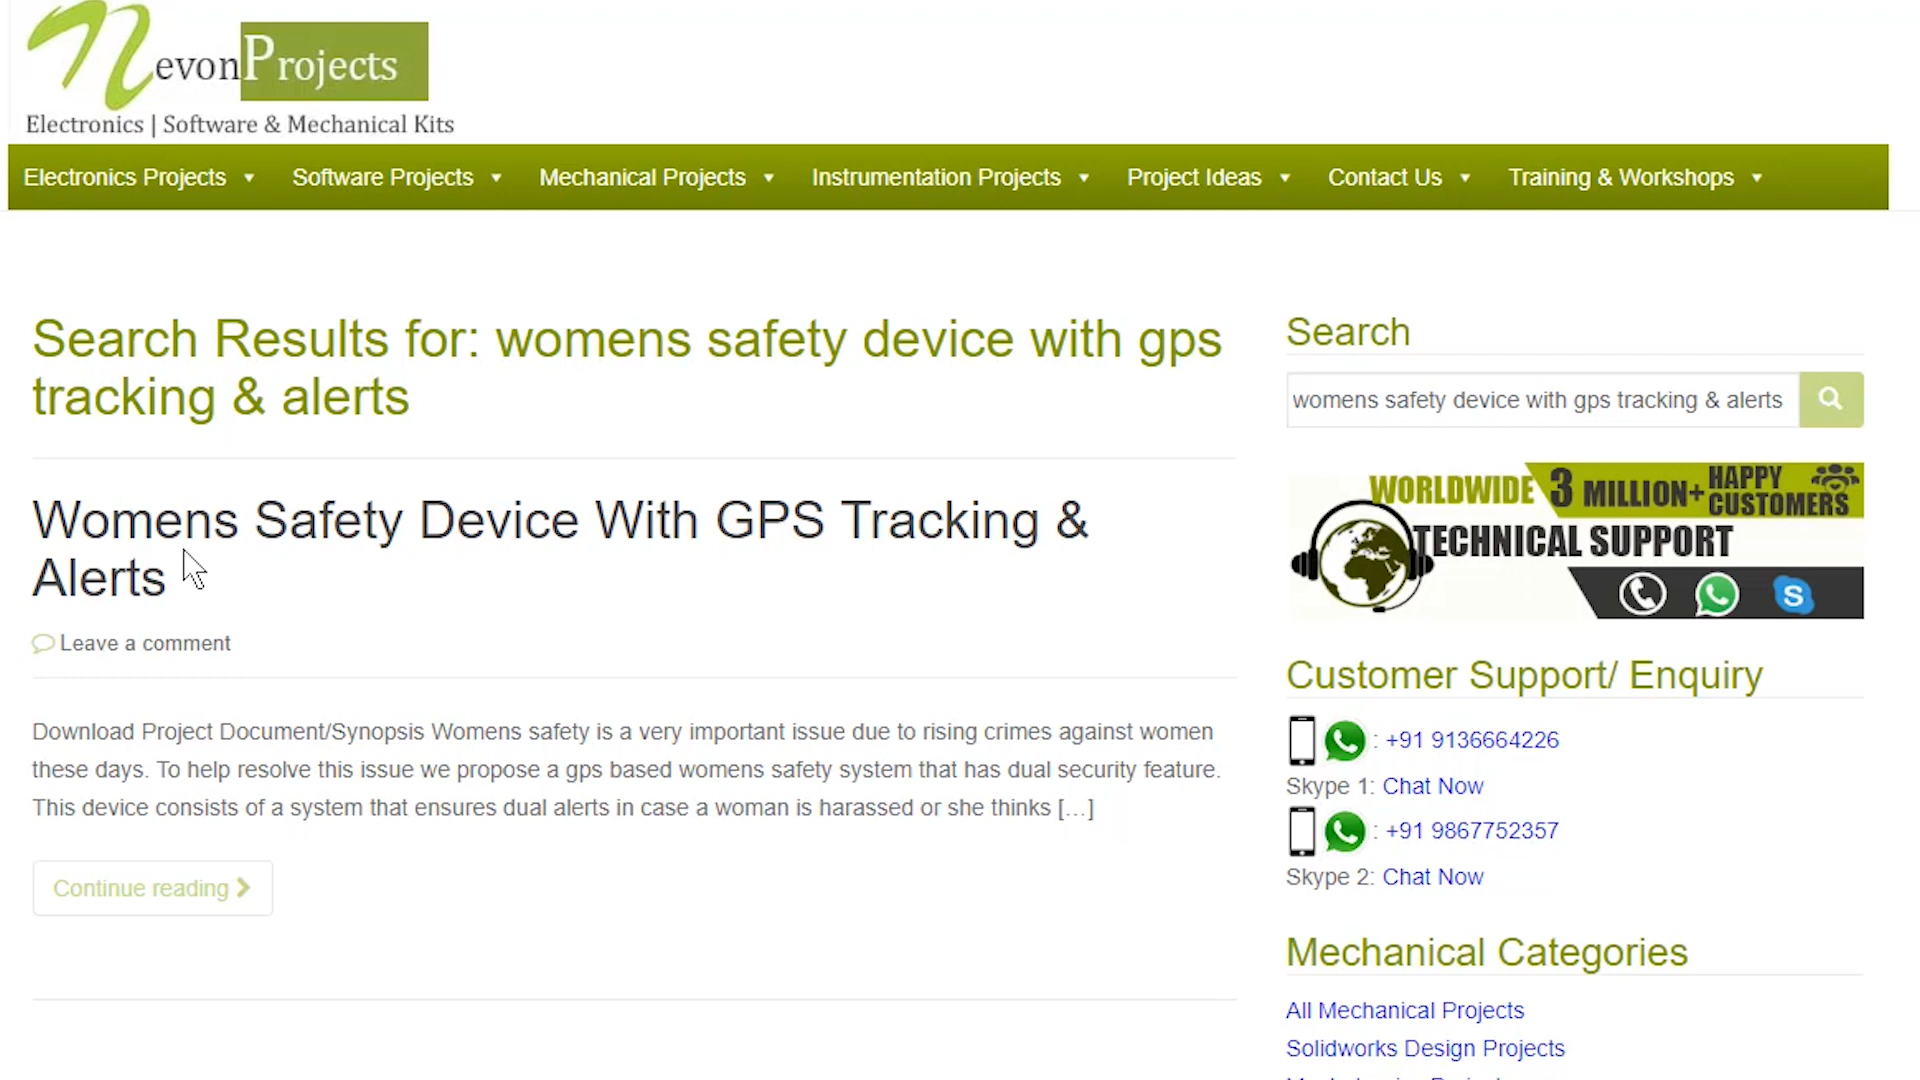 nevonProjects
Electronics | Software & Mechanical Kits
Electronics Projects Software Projects Mechanical Projects Instrumentation Projects Project Ideas Contact Us Training & Workshops
Search Results for: womens safety device with gps
tracking & alerts
Womens Safety Device With GPS Tracking &
Alerts
Leave a comment
Download Project Document/Synopsis Womens safety is a very important issue due to rising crimes against women
these days. To help resolve this issue we propose a gps based womens safety system that has dual security feature.
This device consists of a system that ensures dual alerts in case a woman is harassed or she thinks […]
Continue reading
Search
womens safety device with gps tracking & alerts
WORLDWIDE 3 MILLION+ HAPPY
CUSTOMERS
TECHNICAL SUPPORT
Customer Support/ Enquiry
: +91 9136664226
Skype 1: Chat Now
: +91 9867752357
Skype 2: Chat Now
Mechanical Categories
All Mechanical Projects
Solidworks Design Projects